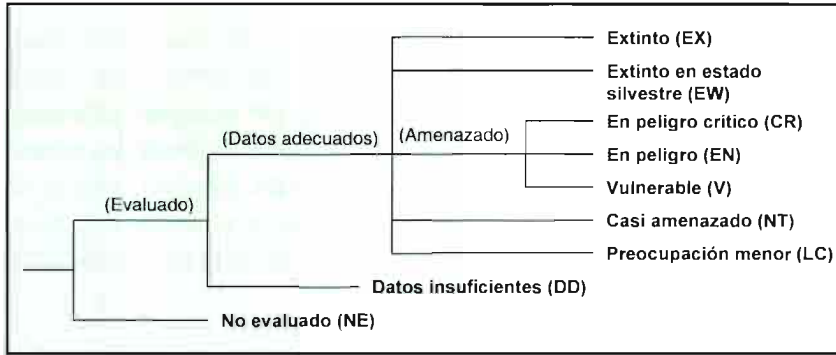 Extinto (EX)
Extinto en estado
silvestre (EW)
En peligro crítico (CR)
(Datos adecuados)
(Amenazado)
En peligro (EN)
Vulnerable (V)
(Evaluado)
Casi amenazado (NT)
Preocupación menor (LC)
Datos insuficientes (DD)
No evaluado (NE)